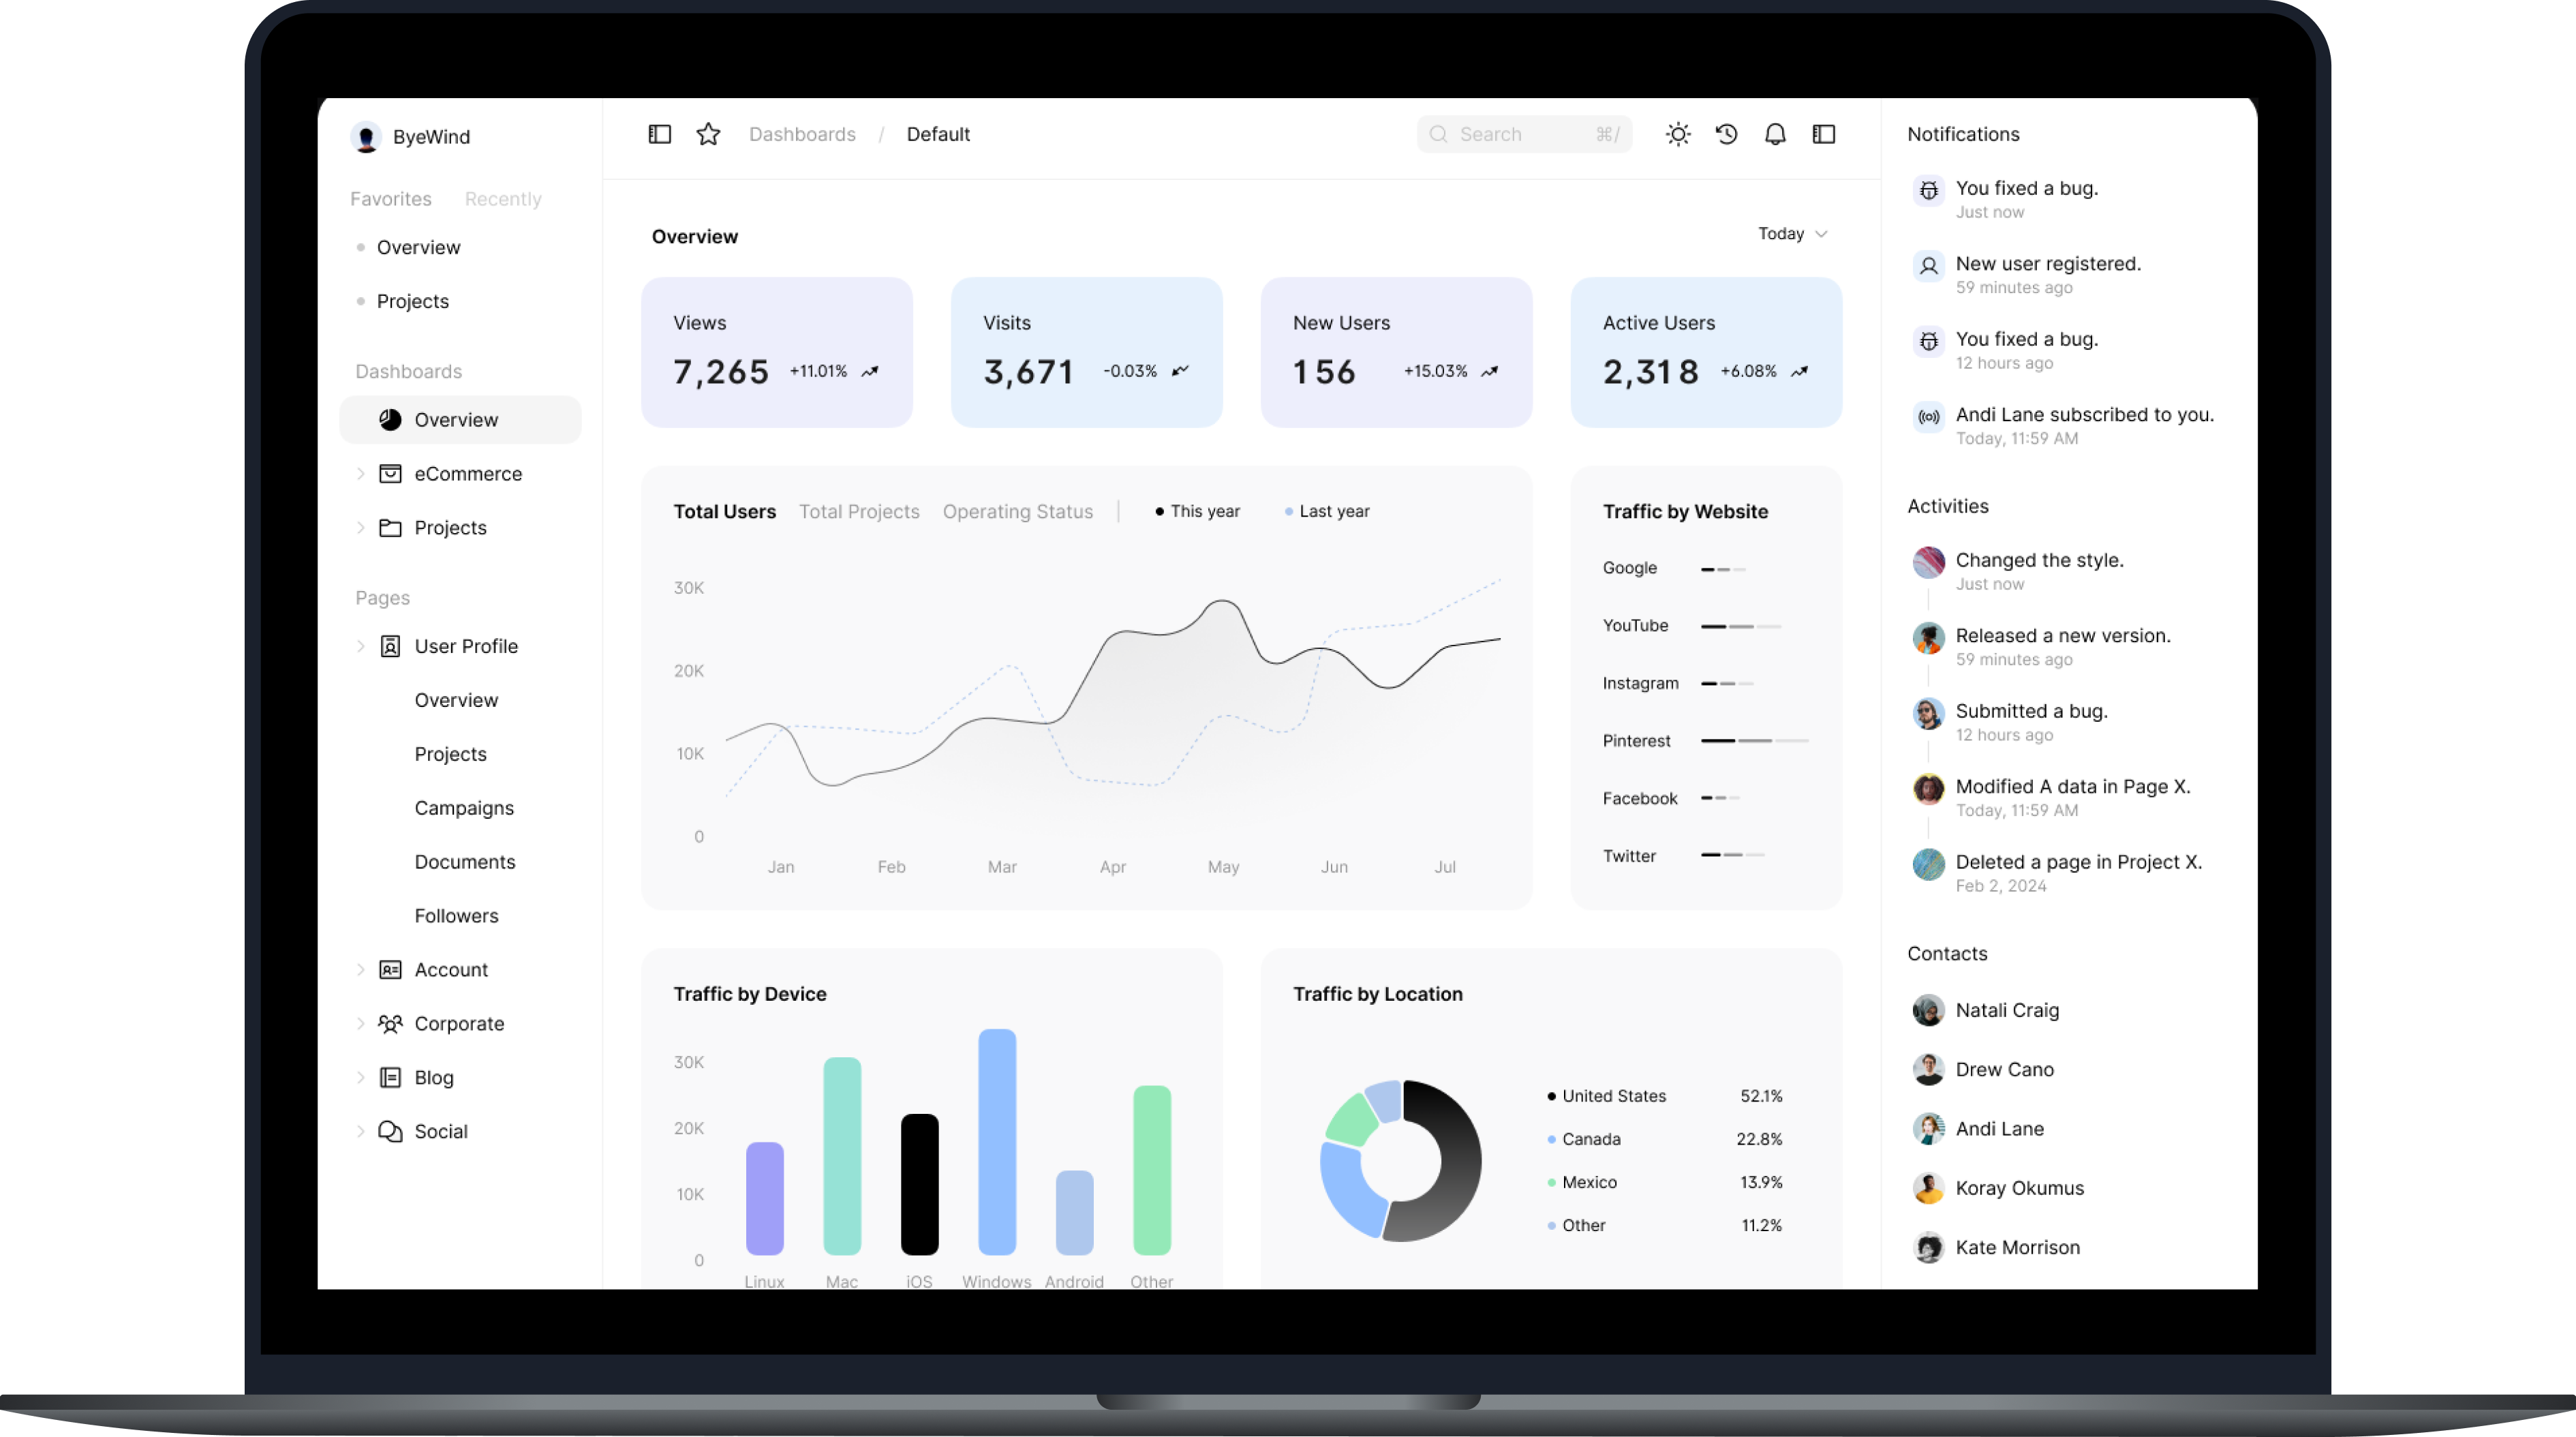 ByeWind
Favorites Recently
Overview
Projects
Dashboards
Overview
eCommerce
Projects
Pages
User Profile
Overview
Projects
Campaigns
Documents
Followers
Account
Corporate
Blog
Social
Dashboards / Default
Search ⌘/
Overview
Today
Views
7,265 +11.01%
Visits
3,671 -0.03%
New Users
156 +15.03%
Active Users
2,318 +6.08%
Total Users Total Projects Operating Status This year Last year
30K
20K
10K
0
Jan Feb Mar Apr May Jun Jul
Traffic by Website
Google
YouTube
Instagram
Pinterest
Facebook
Twitter
Traffic by Device
30K
20K
10K
0
Linux Mac iOS Windows Android Other
Traffic by Location
United States 52.1%
Canada 22.8%
Mexico 13.9%
Other 11.2%
Notifications
You fixed a bug.
Just now
New user registered.
59 minutes ago
You fixed a bug.
12 hours ago
Andi Lane subscribed to you.
Today, 11:59 AM
Activities
Changed the style.
Just now
Released a new version.
59 minutes ago
Submitted a bug.
12 hours ago
Modified A data in Page X.
Today, 11:59 AM
Deleted a page in Project X.
Feb 2, 2024
Contacts
Natali Craig
Drew Cano
Andi Lane
Koray Okumus
Kate Morrison